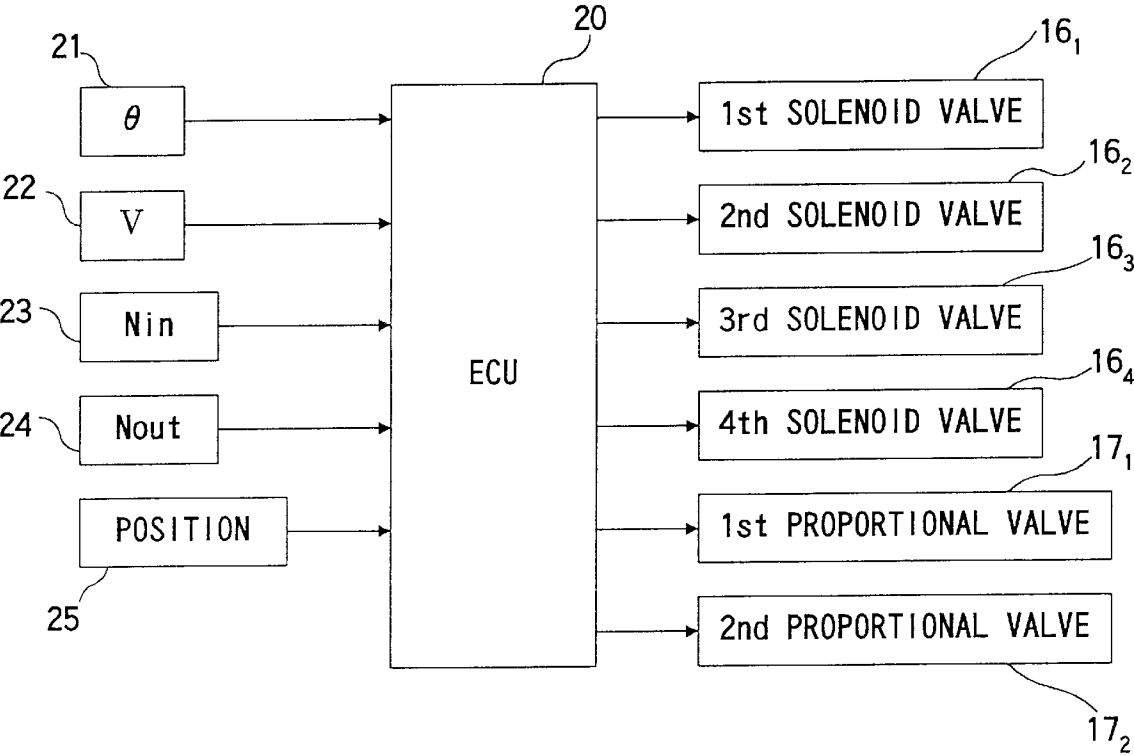 21
θ
22
V
23
Nin
24
Nout
POSITION
25
20
ECU
16₁
1st SOLENOID VALVE
16₂
2nd SOLENOID VALVE
16₃
3rd SOLENOID VALVE
16₄
4th SOLENOID VALVE
17₁
1st PROPORTIONAL VALVE
2nd PROPORTIONAL VALVE
17₂